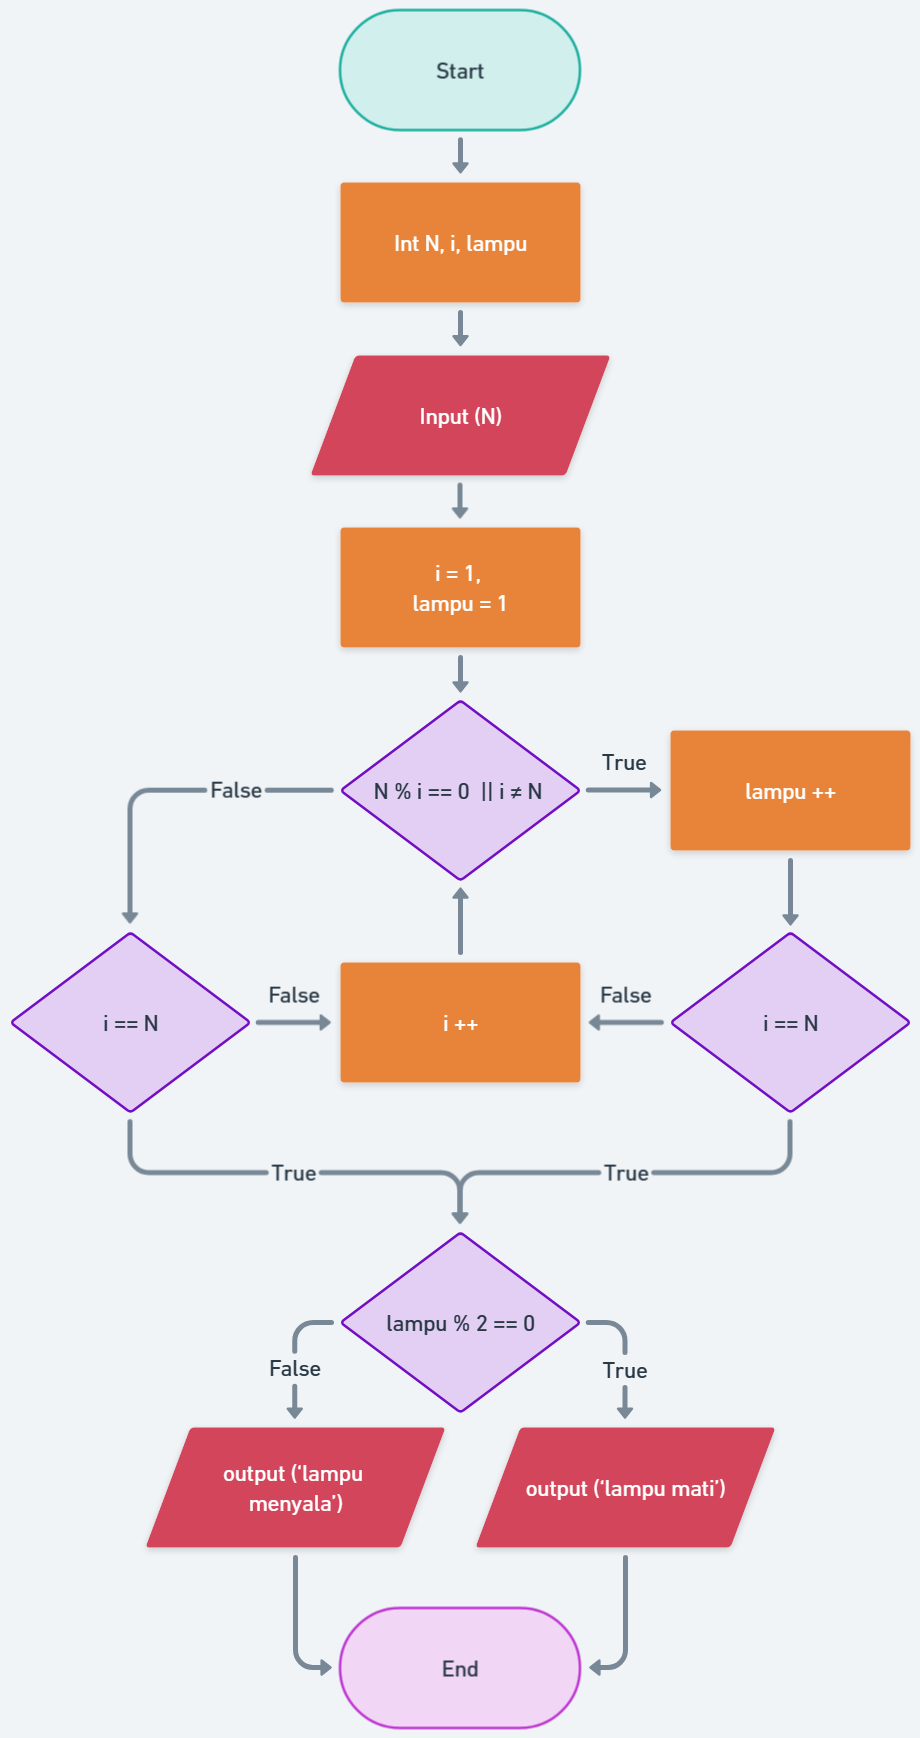 Start
Int N, i, lampu
Input (N)
i = 1,
lampu = 1
N % i == 0 || i ≠ N
True
lampu ++
False
i == N
False
i ++
False
i == N
True
True
lampu % 2 == 0
False
True
output (‘lampu
menyala’)
output (‘lampu mati’)
End